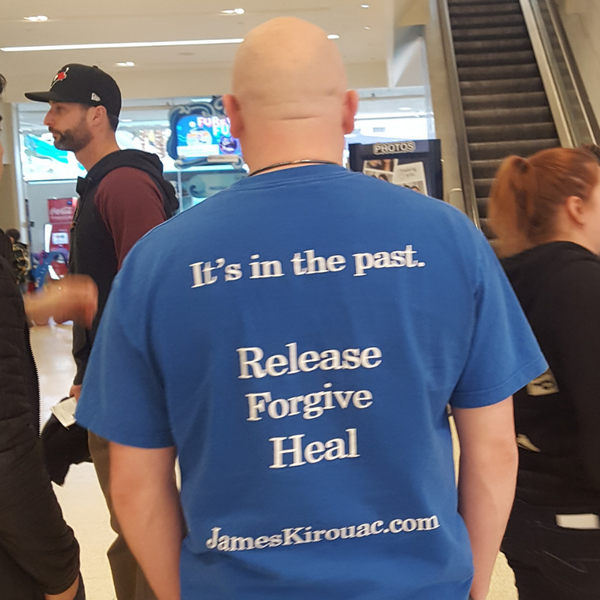 PHOTOS
It's in the past.
Release
Forgive
Heal
JamesKirouac.com